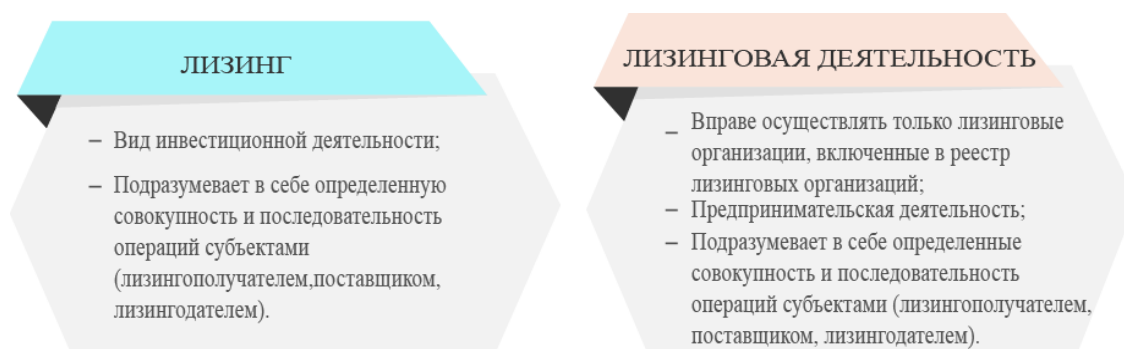 ЛИЗИНГ
– Вид инвестиционной деятельности;
– Подразумевает в себе определенную
совокупность и последовательность
операций субъектами
(лизингополучателем,поставщиком,
лизингодателем).
ЛИЗИНГОВАЯ ДЕЯТЕЛЬНОСТЬ
– Вправе осуществлять только лизинговые
организации, включенные в реестр
лизинговых организаций;
– Предпринимательская деятельность;
– Подразумевает в себе определенные
совокупность и последовательность
операций субъектами (лизингополучателем,
поставщиком, лизингодателем).